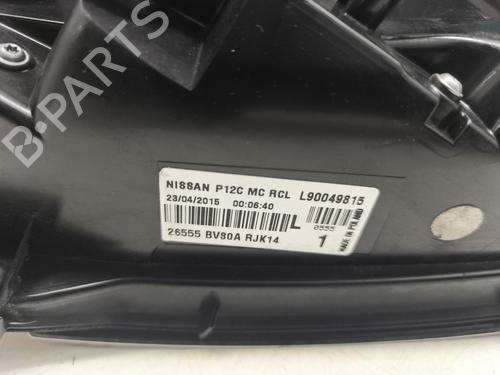 NISSAN P12C MC RCL L90049815
23/04/2015 00:06:40
L 0555
26555 BV80A RJK14 1
MADE IN POLAND
B-PARTS